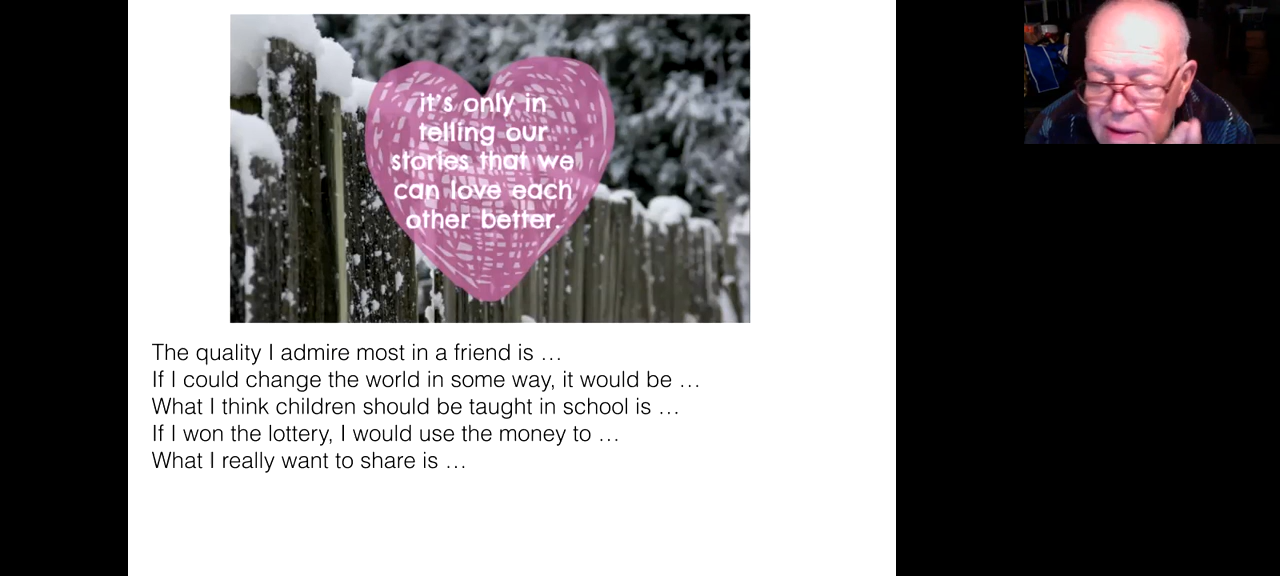 it's only in
telling our
stories that we
can love each
other better.
The quality I admire most in a friend is …
If I could change the world in some way, it would be …
What I think children should be taught in school is …
If I won the lottery, I would use the money to …
What I really want to share is …